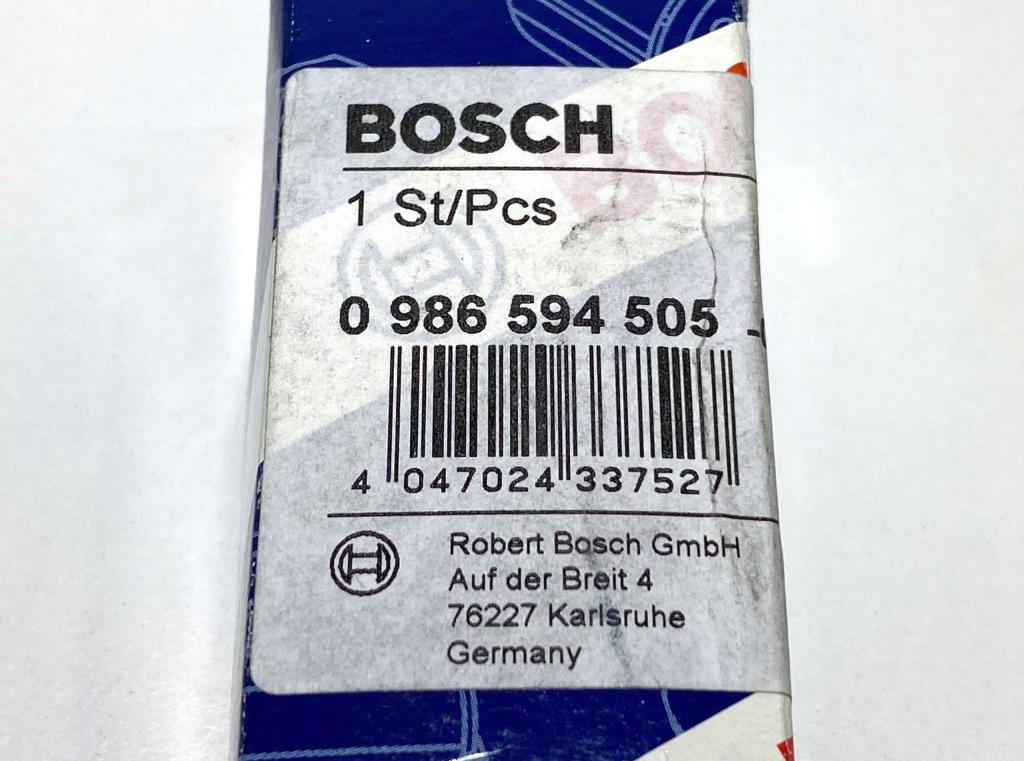 BOSCH
1 St/Pcs
0 986 594 505
4 047024 337527
Robert Bosch GmbH
Auf der Breit 4
76227 Karlsruhe
Germany